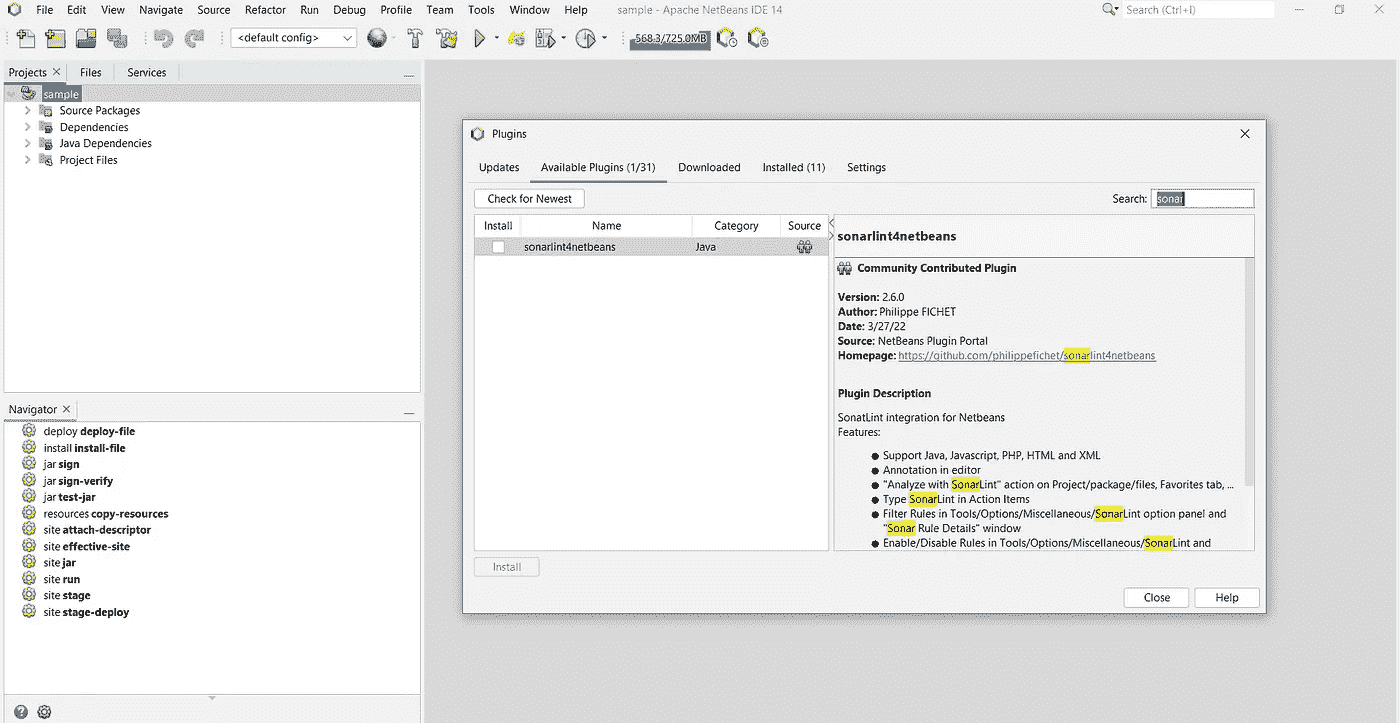 File Edit View Navigate Source Refactor Run Debug Profile Team Tools Window Help sample - Apache NetBeans IDE 14 Search (Ctrl+I)
<default config> 568.3/725.0MB
Projects Files Services
sample
Source Packages
Dependencies
Java Dependencies
Project Files
Navigator
deploy deploy-file
install install-file
jar sign
jar sign-verify
jar test-jar
resources copy-resources
site attach-descriptor
site effective-site
site jar
site run
site stage
site stage-deploy
Plugins
Updates Available Plugins (1/31) Downloaded Installed (11) Settings
Check for Newest Search: sonar
Install Name Category Source
sonarlint4netbeans Java
sonarlint4netbeans
Community Contributed Plugin
Version: 2.6.0
Author: Philippe FICHET
Date: 3/27/22
Source: NetBeans Plugin Portal
Homepage: https://github.com/philippefichet/sonarlint4netbeans
Plugin Description
SonatLint integration for Netbeans
Features:
● Support Java, Javascript, PHP, HTML and XML
● Annotation in editor
● "Analyze with SonarLint" action on Project/package/files, Favorites tab, ...
● Type SonarLint in Action Items
● Filter Rules in Tools/Options/Miscellaneous/SonarLint option panel and
"Sonar Rule Details" window
● Enable/Disable Rules in Tools/Options/Miscellaneous/SonarLint and
Install
Close Help